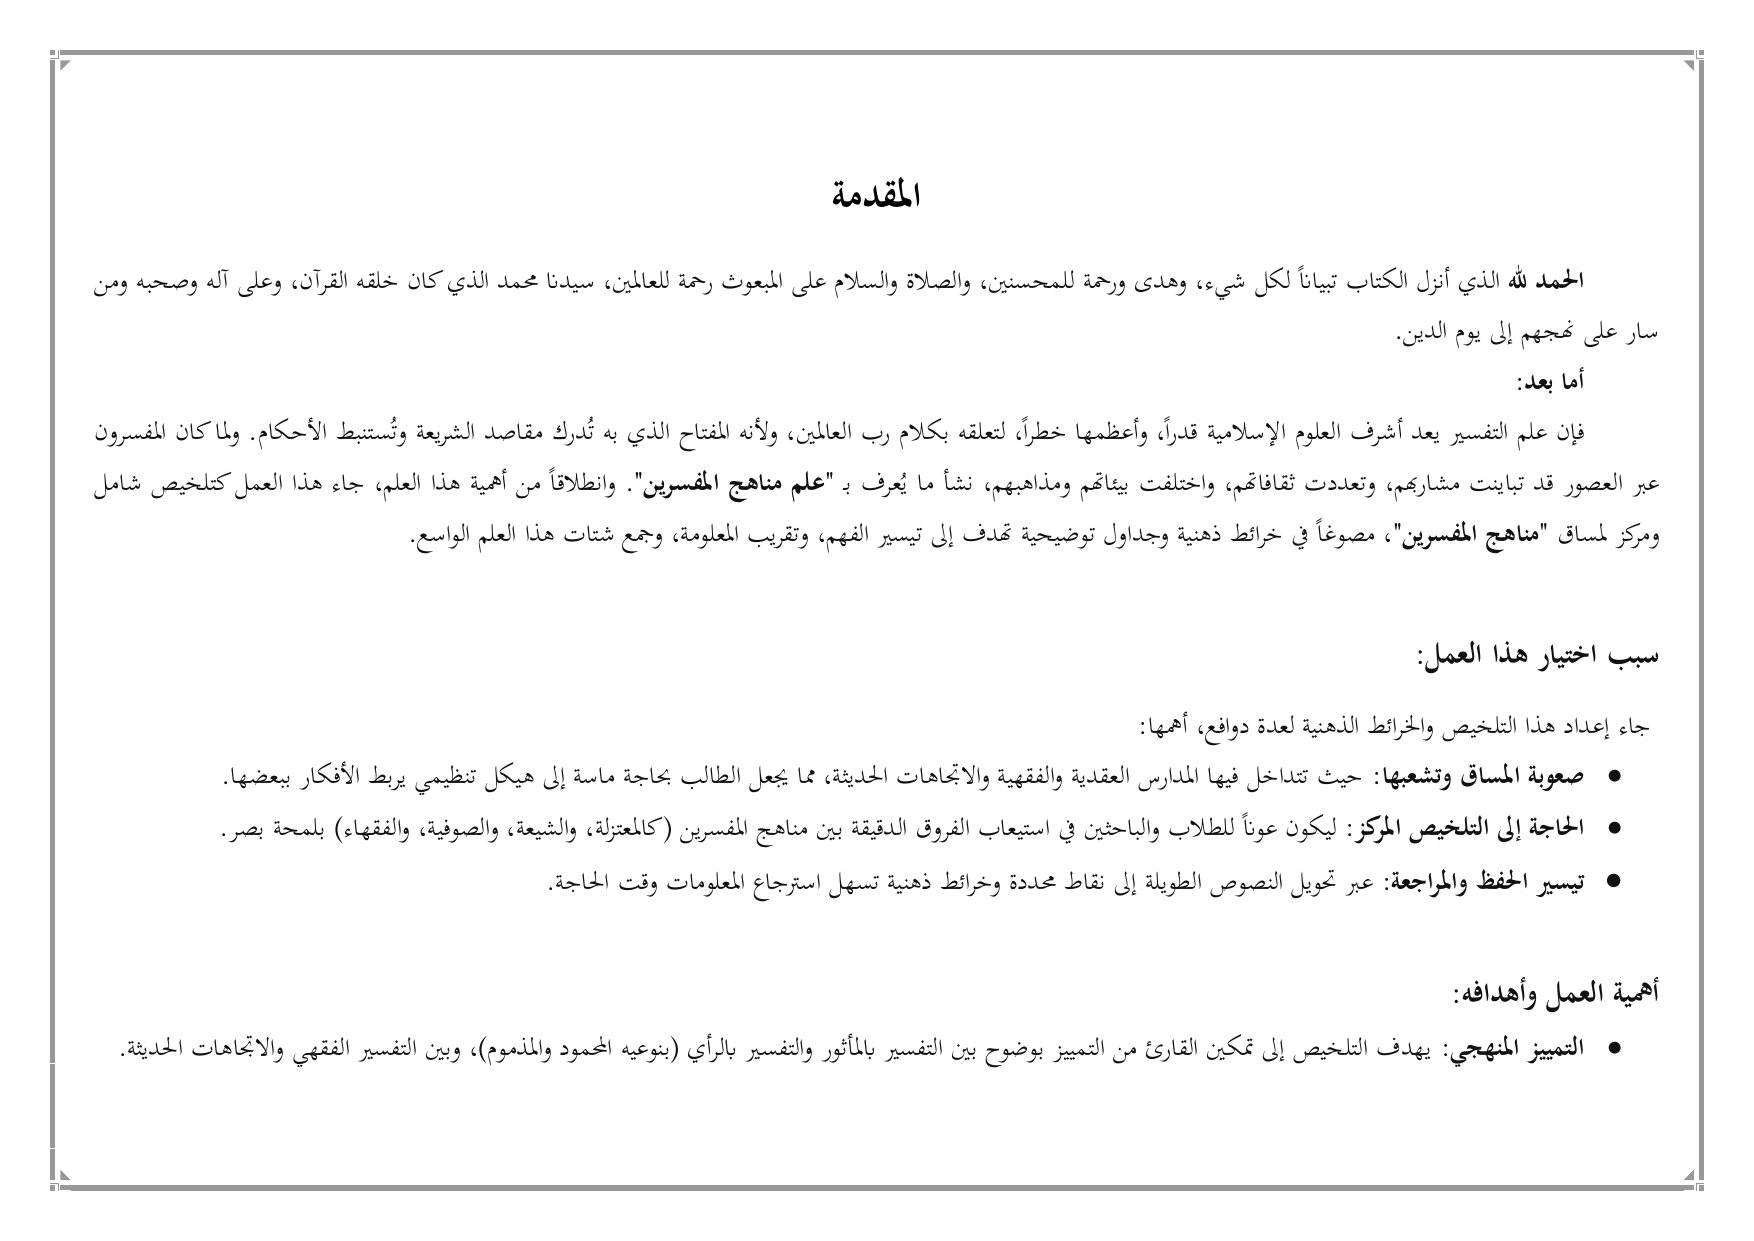 المقدمة
الحمد لله الذي أنزل الكتاب تبياناً لكل شيء، وهدى ورحمة للمحسنين، والصلاة والسلام على المبعوث رحمة للعالمين، سيدنا محمد الذي كان خلقه القرآن، وعلى آله وصحبه ومن
سار على نهجهم إلى يوم الدين.
أما بعد:
فإن علم التفسير يعد أشرف العلوم الإسلامية قدراً، وأعظمها خطراً، لتعلقه بكلام رب العالمين، ولأنه المفتاح الذي به تُدرك مقاصد الشريعة وتُستنبط الأحكام. ولما كان المفسرون
عبر العصور قد تباينت مشاربهم، وتعددت ثقافاتهم، واختلفت بيئاتهم ومذاهبهم، نشأ ما يُعرف بـ "علم مناهج المفسرين". وانطلاقاً من أهمية هذا العلم، جاء هذا العمل كتلخيص شامل
ومركز لمساق "مناهج المفسرين"، مصوغاً في خرائط ذهنية وجداول توضيحية تهدف إلى تيسير الفهم، وتقريب المعلومة، وجمع شتات هذا العلم الواسع.
سبب اختيار هذا العمل:
جاء إعداد هذا التلخيص والخرائط الذهنية لعدة دوافع، أهمها:
● صعوبة المساق وتشعبها: حيث تتداخل فيها المدارس العقدية والفقهية والاتجاهات الحديثة، مما يجعل الطالب بحاجة ماسة إلى هيكل تنظيمي يربط الأفكار ببعضها.
● الحاجة إلى التلخيص المركز: ليكون عوناً للطلاب والباحثين في استيعاب الفروق الدقيقة بين مناهج المفسرين (كالمعتزلة، والشيعة، والصوفية، والفقهاء) بلمحة بصر.
● تيسير الحفظ والمراجعة: عبر تحويل النصوص الطويلة إلى نقاط محددة وخرائط ذهنية تسهل استرجاع المعلومات وقت الحاجة.
أهمية العمل وأهدافه:
● التمييز المنهجي: يهدف التلخيص إلى تمكين القارئ من التمييز بوضوح بين التفسير بالمأثور والتفسير بالرأي (بنوعيه المحمود والمذموم)، وبين التفسير الفقهي والاتجاهات الحديثة.